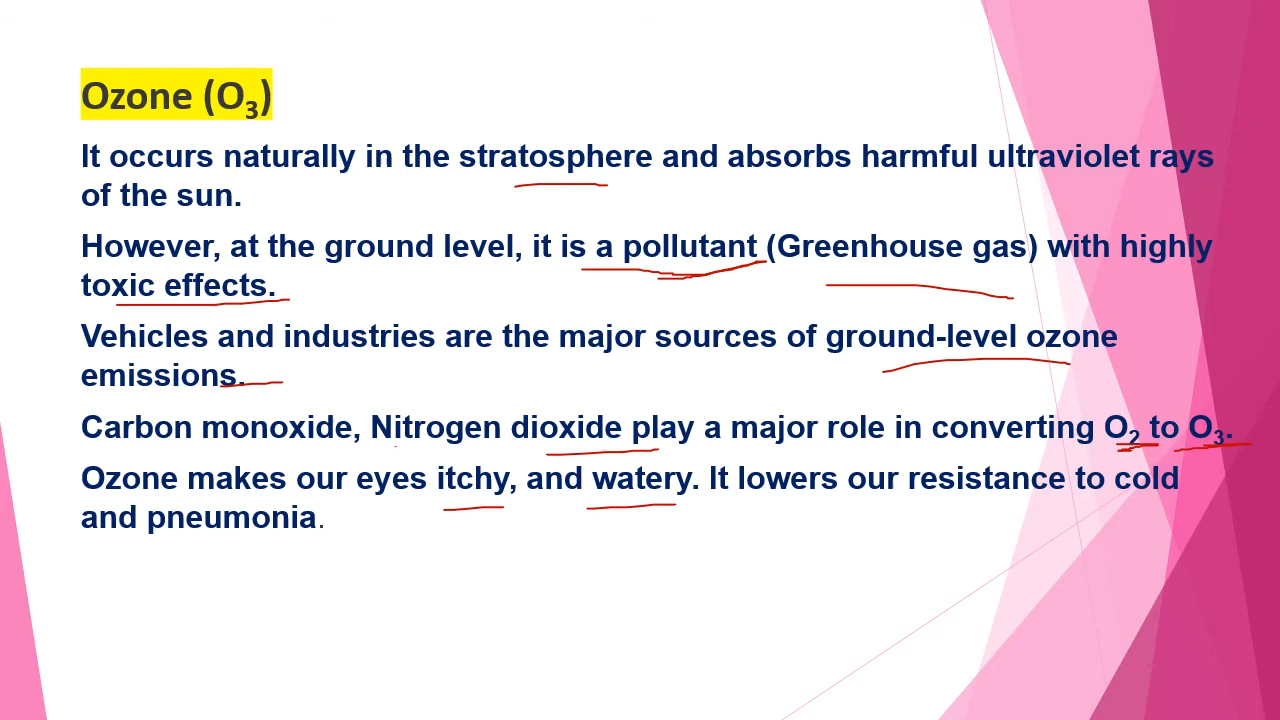 Ozone (O₃)
It occurs naturally in the stratosphere and absorbs harmful ultraviolet rays
of the sun.
However, at the ground level, it is a pollutant (Greenhouse gas) with highly
toxic effects.
Vehicles and industries are the major sources of ground-level ozone
emissions.
Carbon monoxide, Nitrogen dioxide play a major role in converting O₂ to O₃.
Ozone makes our eyes itchy, and watery. It lowers our resistance to cold
and pneumonia.